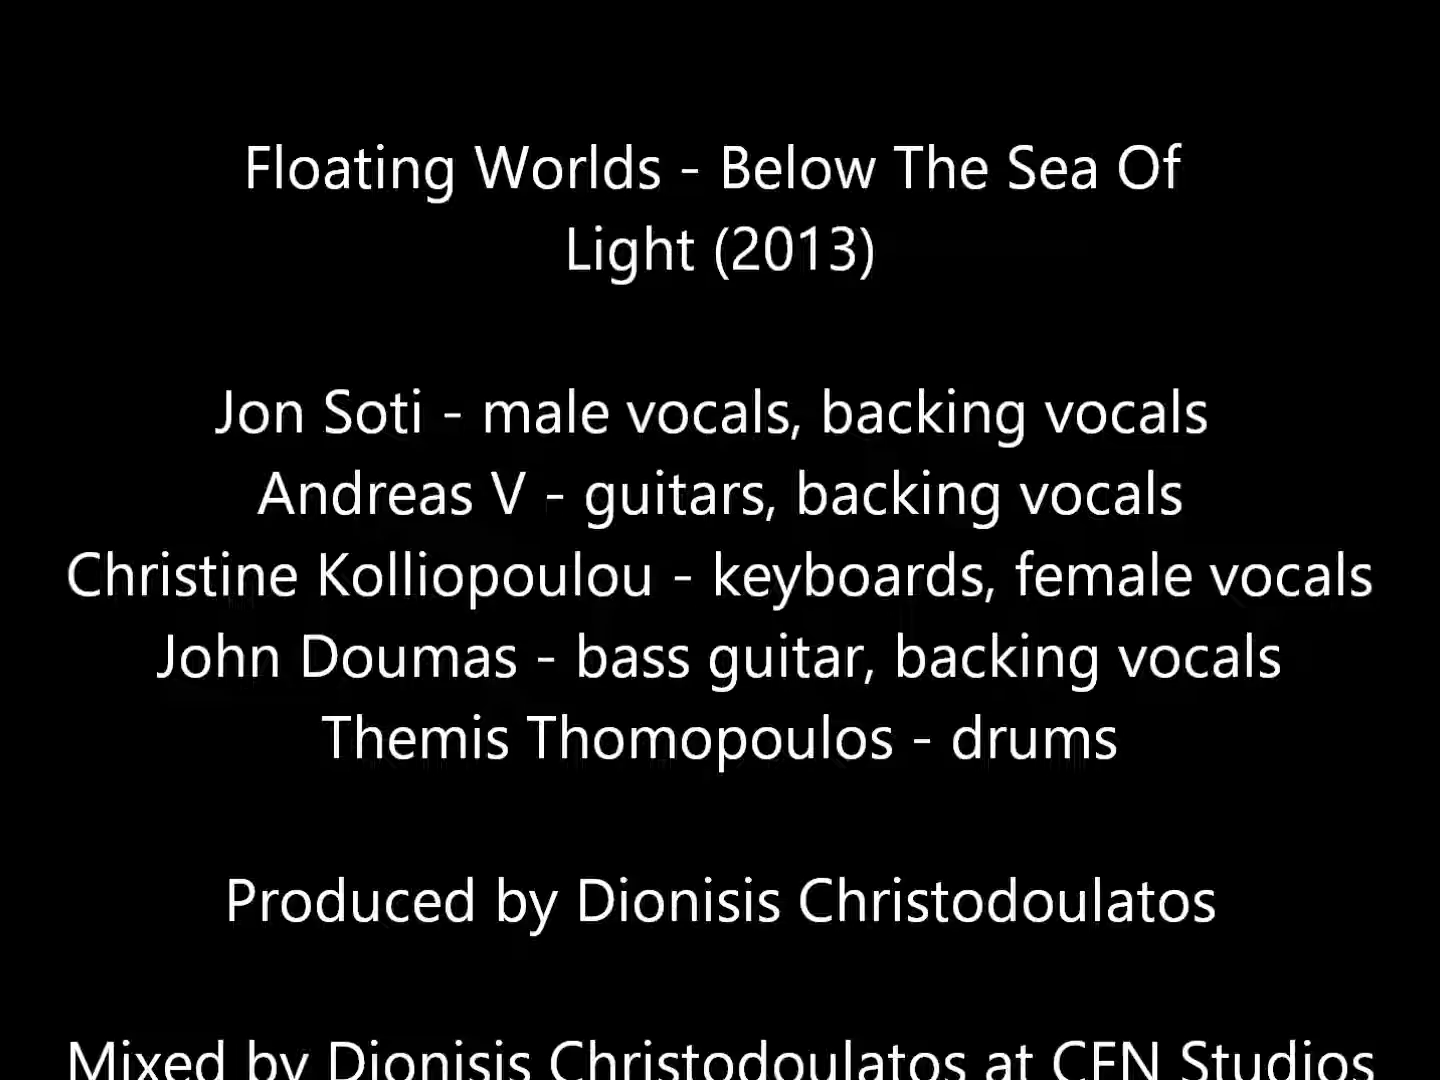 Floating Worlds - Below The Sea Of
Light (2013)
Jon Soti - male vocals, backing vocals
Andreas V - guitars, backing vocals
Christine Kolliopoulou - keyboards, female vocals
John Doumas - bass guitar, backing vocals
Themis Thomopoulos - drums
Produced by Dionisis Christodoulatos
Mixed by Dionisis Christodoulatos at CFN Studios